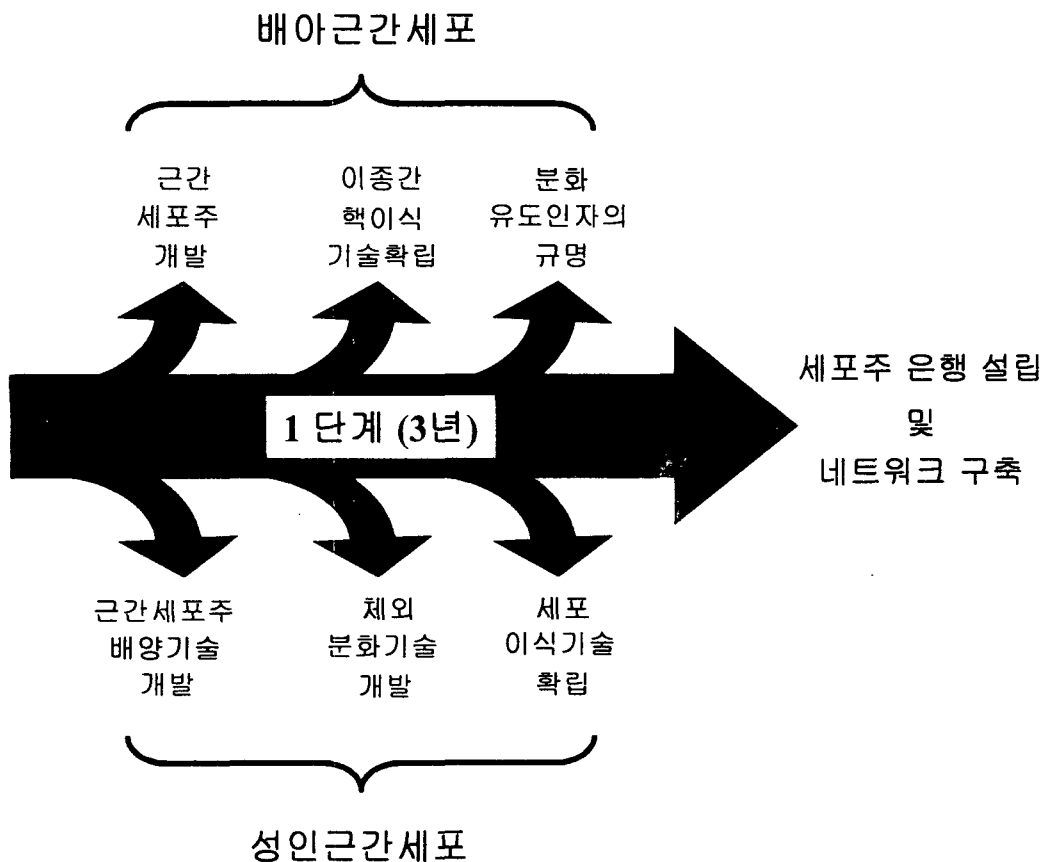 배아근간세포
근간
세포주
개발
이종간
핵이식
기술확립
분화
유도인자의
규명
1 단계 (3년)
세포주 은행 설립
및
네트워크 구축
근간세포주
배양기술
개발
체외
분화기술
개발
세포
이식기술
확립
성인근간세포